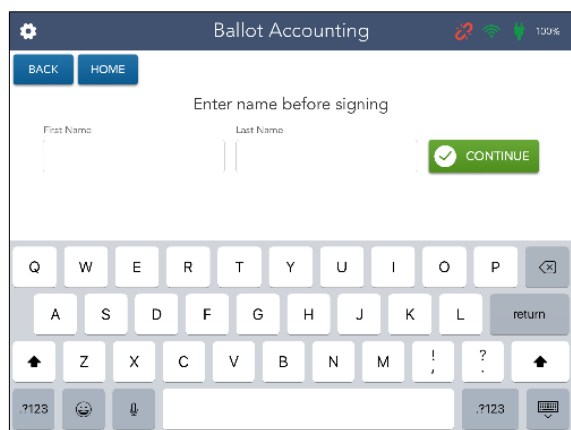 Ballot Accounting
100%
BACK HOME
Enter name before signing
First Name Last Name
CONTINUE
Q W E R T Y U I O P
A S D F G H J K L return
Z X C V B N M ! , ? .
.?123 .?123